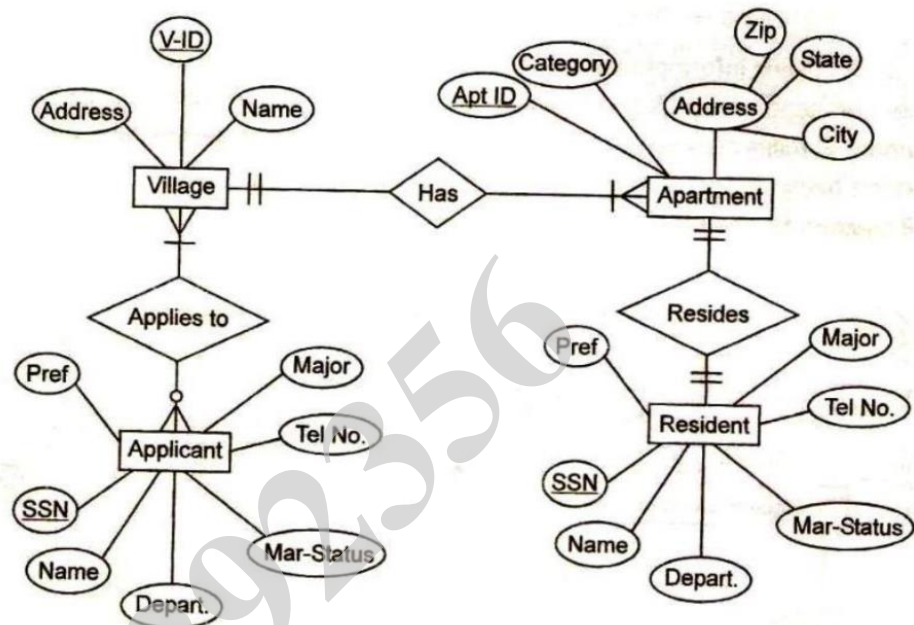 V-ID
Address
Name
Village
Has
Apt ID
Category
Zip
State
Address
City
Apartment
Applies to
Resides
Pref
Major
Tel No.
Applicant
SSN
Name
Depart.
Mar-Status
Pref
Major
Tel No.
Resident
SSN
Name
Depart.
Mar-Status
92356